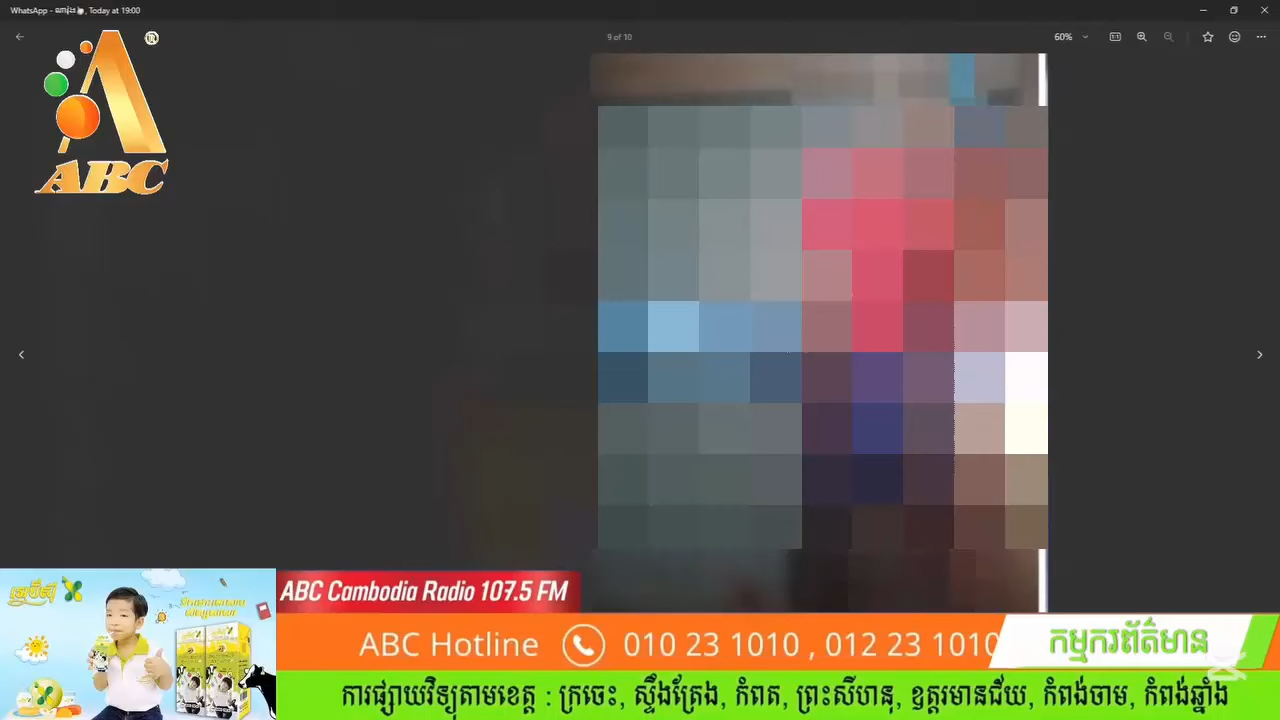 WhatsApp -
, Today at 19:00
9 of 10
60%
ABC
ABC Cambodia Radio 107.5 FM
ABC Hotline 010 23 1010 , 012 23 1010
កម្មករព័ត៌មាន
ការផ្សាយវិទ្យុតាមខេត្ត : ក្រចេះ, ស្ទឹងត្រែង, កំពត, ព្រះសីហនុ, ឧត្តរមានជ័យ, កំពង់ចាម, កំពង់ឆ្នាំង